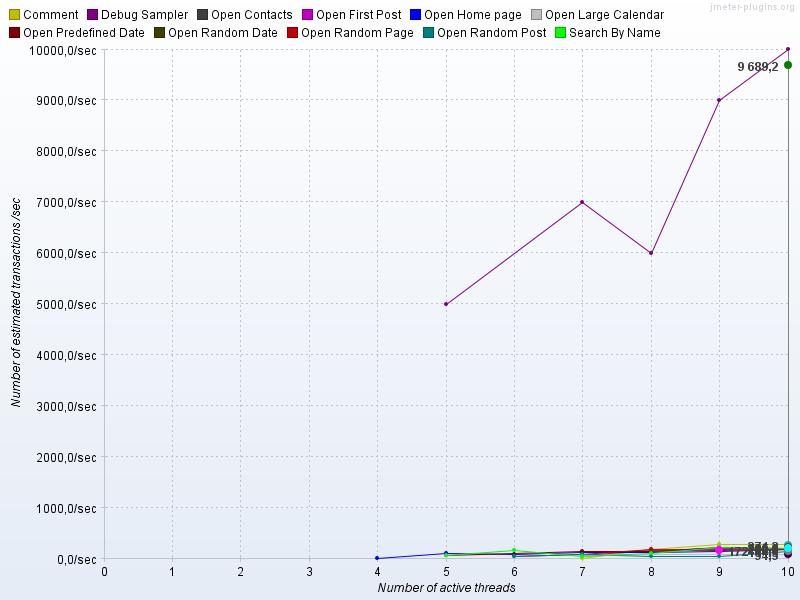 jmeter-plugins.org
Comment Debug Sampler Open Contacts Open First Post Open Home page Open Large Calendar
Open Predefined Date Open Random Date Open Random Page Open Random Post Search By Name
10000,0/sec
9 689,2
9000,0/sec
8000,0/sec
7000,0/sec
6000,0/sec
5000,0/sec
4000,0/sec
3000,0/sec
2000,0/sec
1000,0/sec
0,0/sec
Number of estimated transactions /sec
0 1 2 3 4 5 6 7 8 9 10
Number of active threads